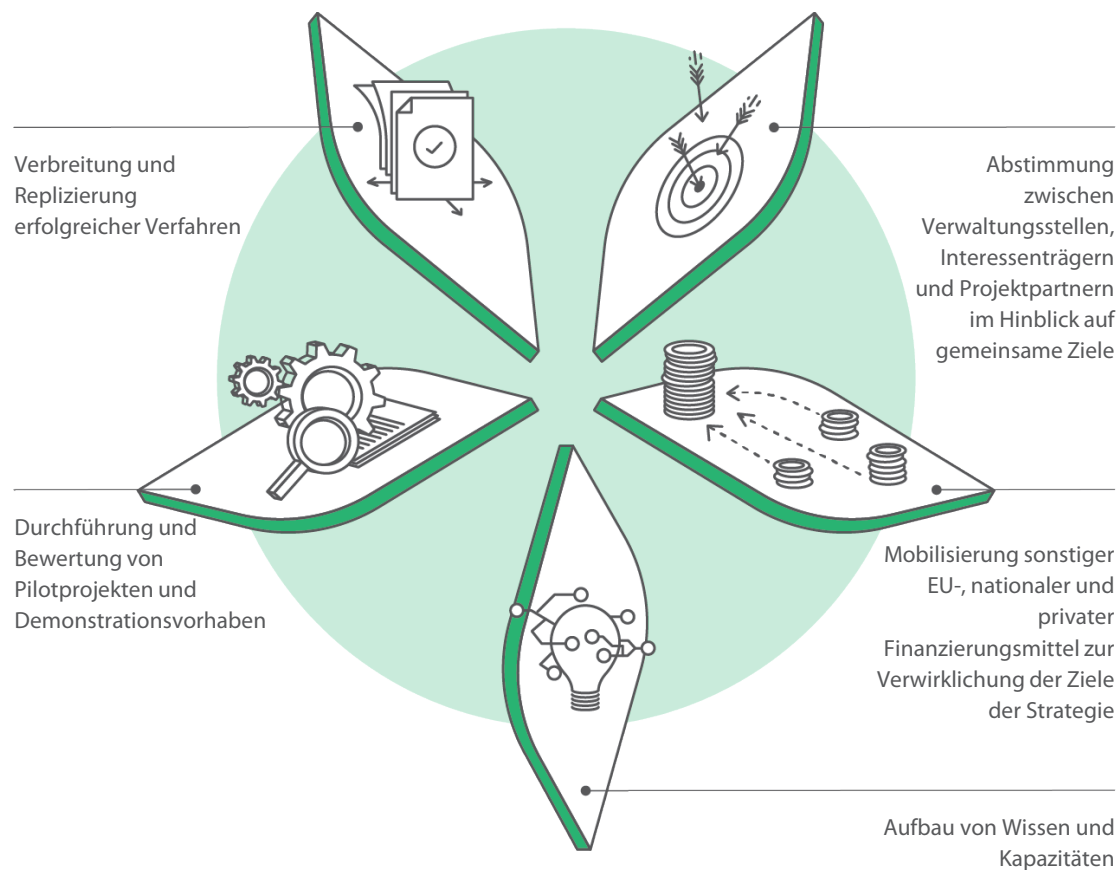 Verbreitung und
Replizierung
erfolgreicher Verfahren
Abstimmung
zwischen
Verwaltungsstellen,
Interessenträgern
und Projektpartnern
im Hinblick auf
gemeinsame Ziele
Durchführung und
Bewertung von
Pilotprojekten und
Demonstrationsvorhaben
Mobilisierung sonstiger
EU-, nationaler und
privater
Finanzierungsmittel zur
Verwirklichung der Ziele
der Strategie
Aufbau von Wissen und
Kapazitäten